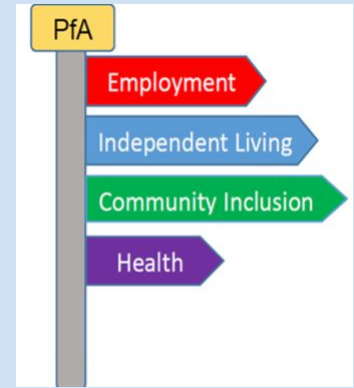 PfA
Employment
Independent Living
Community Inclusion
Health